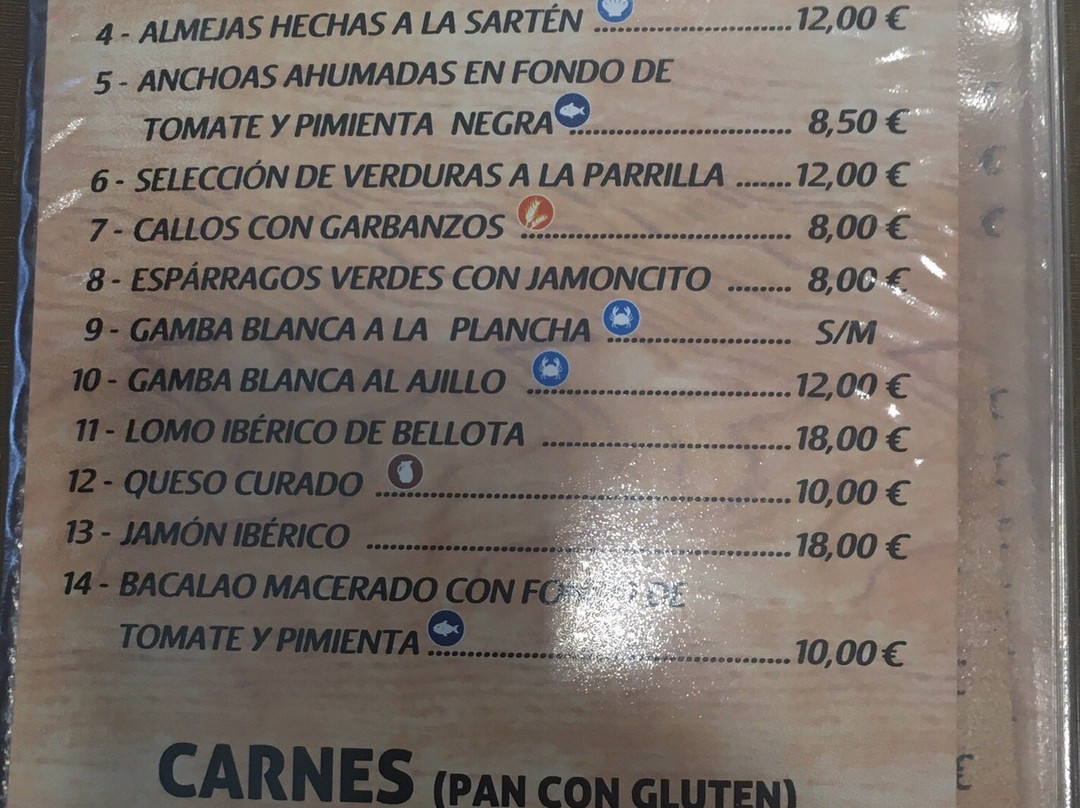 4 - ALMEJAS HECHAS A LA SARTÉN .......................... 12,00 €
5 - ANCHOAS AHUMADAS EN FONDO DE
TOMATE Y PIMIENTA NEGRA .............................. 8,50 €
6 - SELECCIÓN DE VERDURAS A LA PARRILLA ....... 12,00 €
7 - CALLOS CON GARBANZOS .................................... 8,00 €
8 - ESPÁRRAGOS VERDES CON JAMONCITO ........ 8,00 €
9 - GAMBA BLANCA A LA PLANCHA ........................ S/M
10 - GAMBA BLANCA AL AJILLO ................................... 12,00 €
11 - LOMO IBÉRICO DE BELLOTA ................................. 18,00 €
12 - QUESO CURADO ....................................................... 10,00 €
13 - JAMÓN IBÉRICO ......................................................... 18,00 €
14 - BACALAO MACERADO CON DE
TOMATE Y PIMIENTA ................................................ 10,00 €
CARNES (PAN CON GLUTEN)
€
€
€
€
€